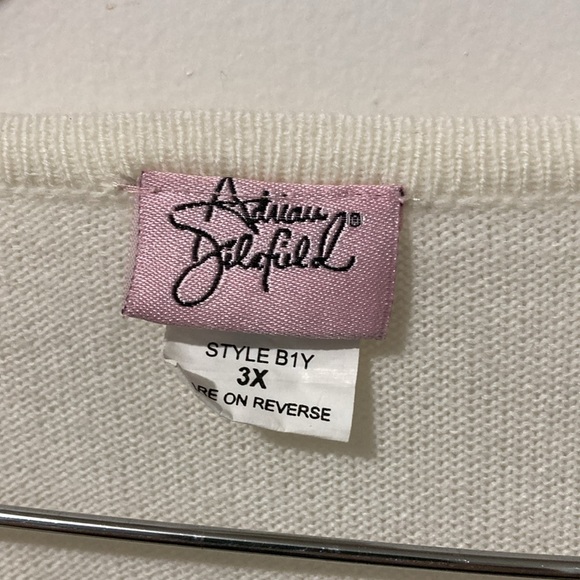 Adrian
Delafield®
STYLE B1Y
3X
ARE ON REVERSE